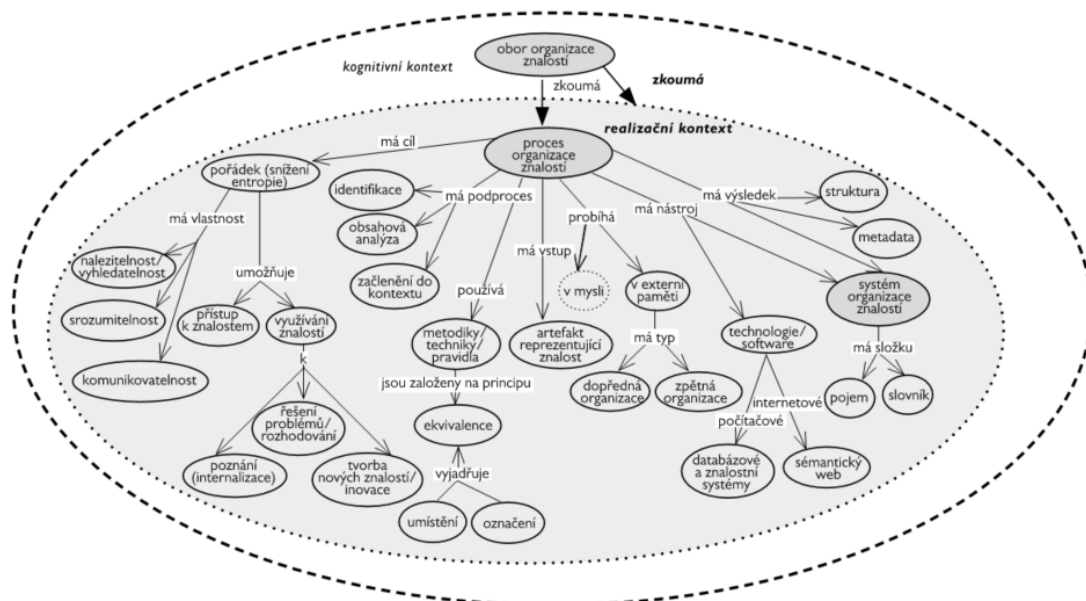 obor organizace
znalostí
kognitivní kontext
zkoumá
zkoumá
realizační kontext
má cíl
proces
organizace
znalostí
pořádek (snížení
entropie)
identifikace
má podproces
má výsledek
struktura
má vlastnost
obsahová
analýza
probíhá
má nástroj
metadata
má vstup
nalezitelnost/
vyhledatelnost
umožňuje
začlenění do
kontextu
v mysli
v externí
paměti
systém
organizace
znalostí
používá
srozumitelnost
přístup
k znalostem
využívání
znalostí
metodiky/
techniky/
pravidla
artefakt
reprezentující
znalost
má typ
technologie/
software
má složku
k
komunikovatelnost
jsou založeny na principu
dopředná
organizace
zpětná
organizace
pojem
slovník
internetové
počítačové
řešení
problémů/
rozhodování
ekvivalence
poznání
(internalizace)
tvorba
nových znalostí/
inovace
vyjadřuje
databázové
a znalostní
systémy
sémantický
web
umístění
označení